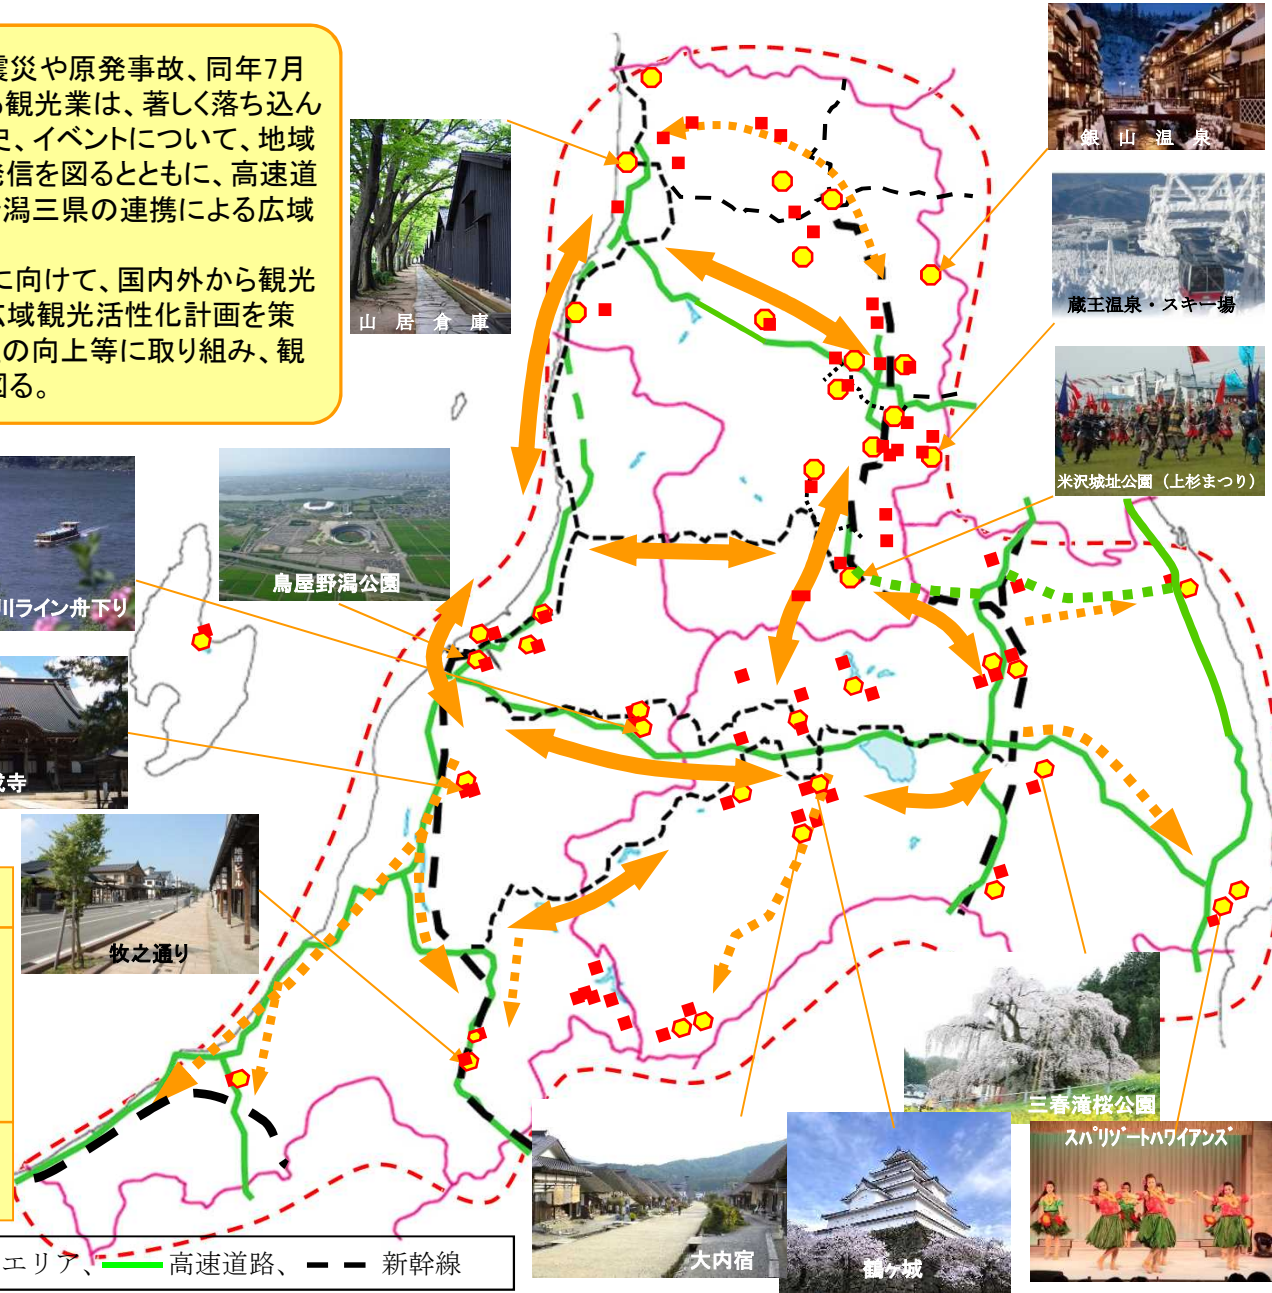 震災や原発事故、同年7月
観光業は、著しく落ち込ん
史、イベントについて、地域
発信を図るとともに、高速道
潟三県の連携による広域
に向けて、国内外から観光
広域観光活性化計画を策
の向上等に取り組み、観
図る。
銀山温泉
山居倉庫
蔵王温泉・スキー場
米沢城址公園（上杉まつり）
鳥屋野潟公園
川ライン舟下り
寺
牧之通り
三春滝桜公園
スパリゾートハワイアンズ
大内宿
鶴ヶ城
エリア、 高速道路、 新幹線